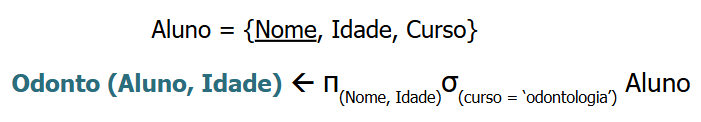 Aluno = {Nome, Idade, Curso}
Odonto (Aluno, Idade) ← π(Nome, Idade)σ(curso = ‘odontologia’) Aluno